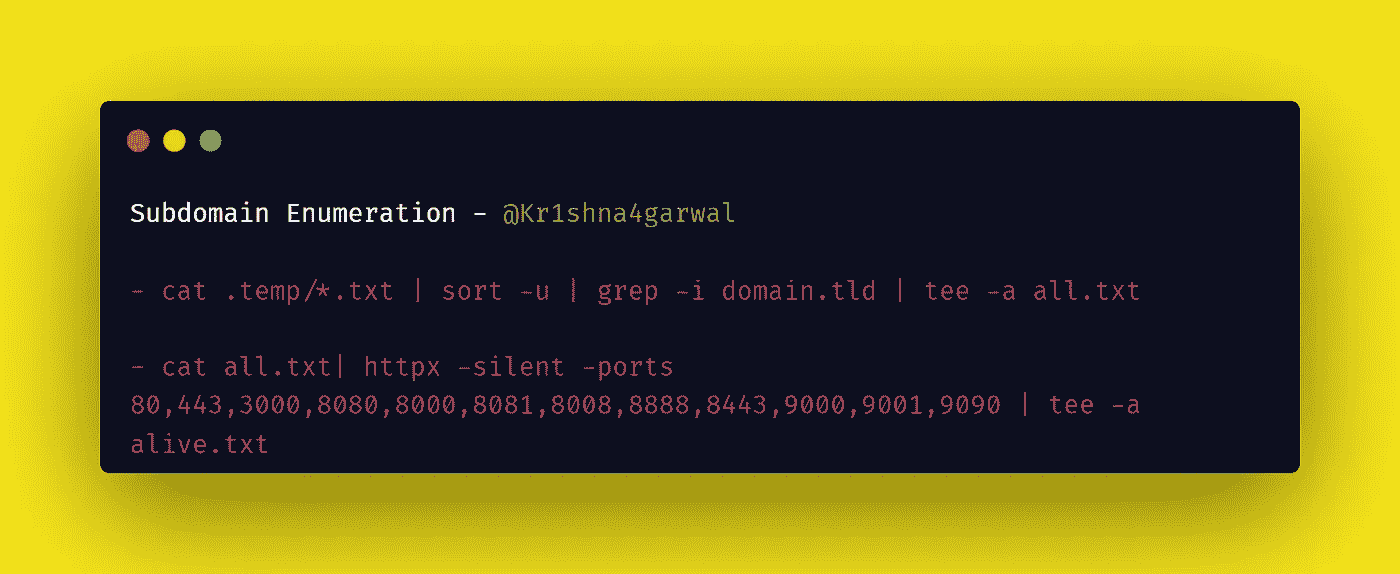 Subdomain Enumeration - @Kr1shna4garwal
- cat .temp/*.txt | sort -u | grep -i domain.tld | tee -a all.txt
- cat all.txt| httpx -silent -ports
80,443,3000,8080,8000,8081,8008,8888,8443,9000,9001,9090 | tee -a
alive.txt